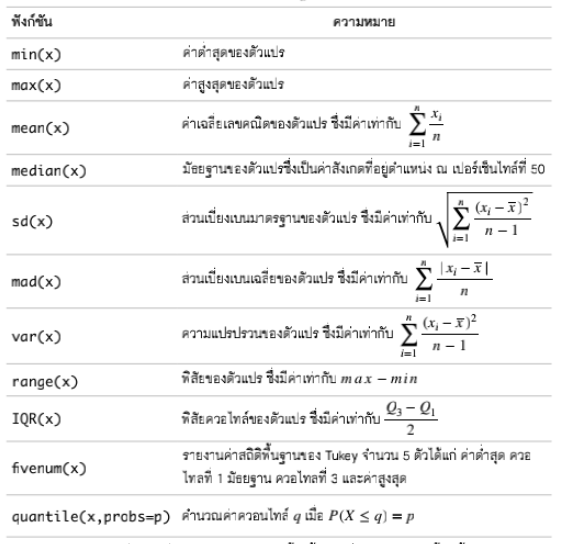 ฟังก์ชัน ความหมาย
min(x) ค่าต่ำสุดของตัวแปร
max(x) ค่าสูงสุดของตัวแปร
mean(x) ค่าเฉลี่ยเลขคณิตของตัวแปร ซึ่งมีค่าเท่ากับ \sum_{i=1}^{n} \frac{x_i}{n}
median(x) มัธยฐานของตัวแปรซึ่งเป็นค่าสังเกตที่อยู่ตำแหน่ง ณ เปอร์เซ็นไทล์ที่ 50
sd(x) ส่วนเบี่ยงเบนมาตรฐานของตัวแปร ซึ่งมีค่าเท่ากับ \sqrt{\sum_{i=1}^{n} \frac{(x_i - \overline{x})^2}{n-1}}
mad(x) ส่วนเบี่ยงเบนเฉลี่ยของตัวแปร ซึ่งมีค่าเท่ากับ \sum_{i=1}^{n} \frac{|x_i - \overline{x}|}{n}
var(x) ความแปรปรวนของตัวแปร ซึ่งมีค่าเท่ากับ \sum_{i=1}^{n} \frac{(x_i - \overline{x})^2}{n-1}
range(x) พิสัยของตัวแปร ซึ่งมีค่าเท่ากับ max − min
IQR(x) พิสัยควอไทล์ของตัวแปร ซึ่งมีค่าเท่ากับ \frac{Q_3 - Q_1}{2}
fivenum(x) รายงานค่าสถิติพื้นฐานของ Tukey จำนวน 5 ตัวได้แก่ ค่าต่ำสุด ควอ
ไทลที่ 1 มัธยฐาน ควอไทลที่ 3 และค่าสูงสุด
quantile(x,probs=p) คำนวณค่าควอนไทล์ q เมื่อ P(X ≤ q) = p